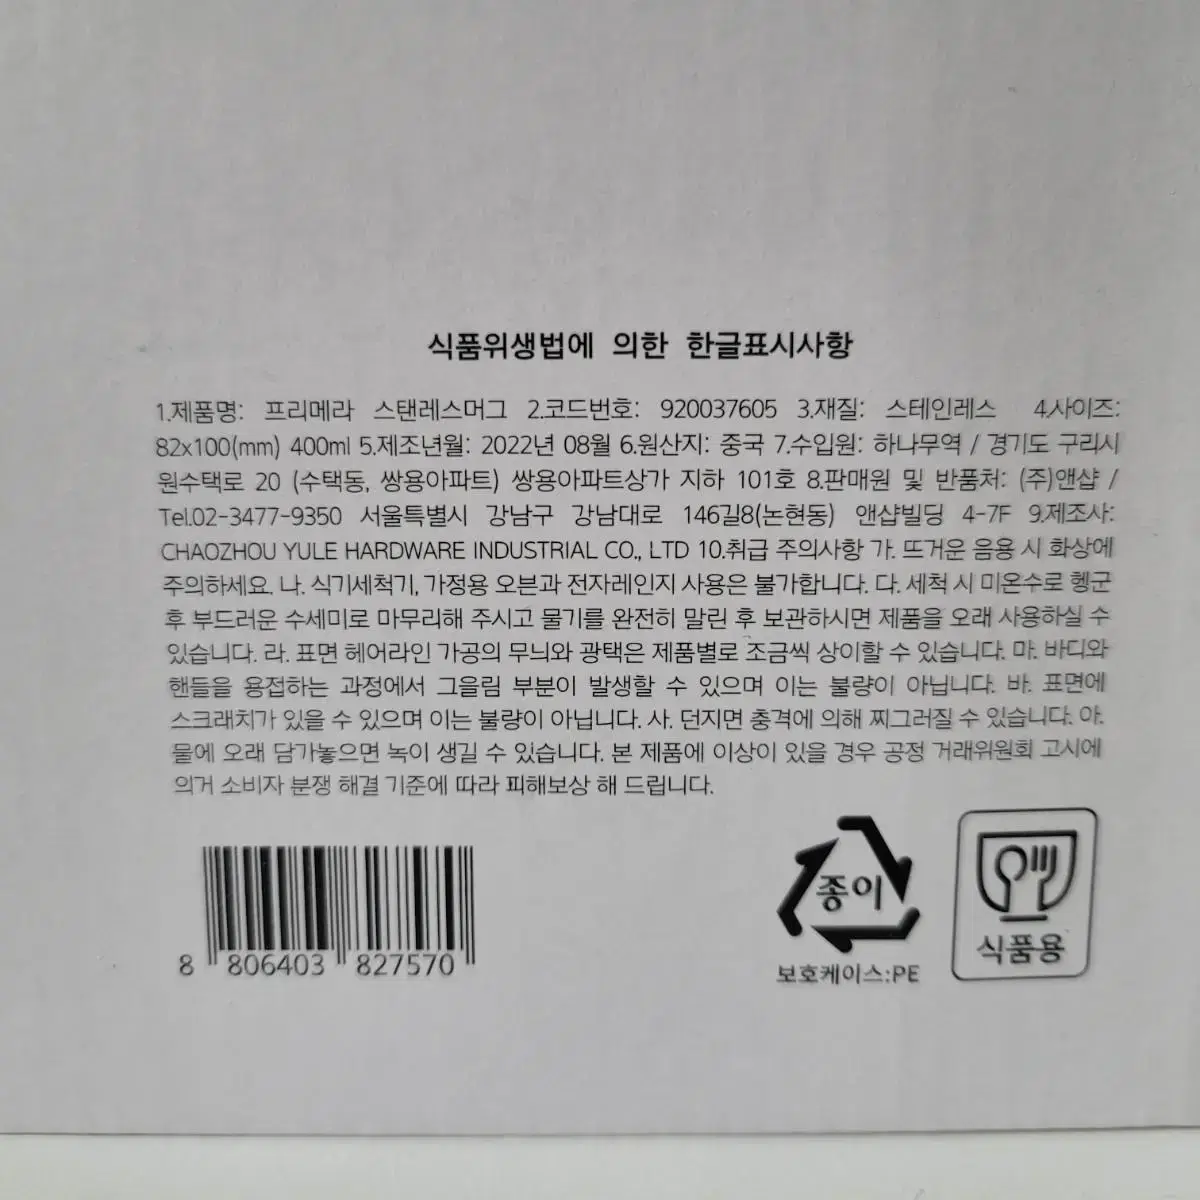 식품위생법에 의한 한글표시사항
1.제품명: 프리메라 스탠레스머그 2.코드번호: 920037605 3.재질: 스테인레스 4.사이즈:
82x100(mm) 400ml 5.제조년월: 2022년 08월 6.원산지: 중국 7.수입원: 하나무역 / 경기도 구리시
원수택로 20 (수택동, 쌍용아파트) 쌍용아파트상가 지하 101호 8.판매원 및 반품처: (주)앤샵 /
Tel.02-3477-9350 서울특별시 강남구 강남대로 146길8(논현동) 앤샵빌딩 4-7F 9.제조사:
CHAOZHOU YULE HARDWARE INDUSTRIAL CO., LTD 10.취급 주의사항 가. 뜨거운 음용 시 화상에
주의하세요. 나. 식기세척기, 가정용 오븐과 전자레인지 사용은 불가합니다. 다. 세척 시 미온수로 헹군
후 부드러운 수세미로 마무리해 주시고 물기를 완전히 말린 후 보관하시면 제품을 오래 사용하실 수
있습니다. 라. 표면 헤어라인 가공의 무늬와 광택은 제품별로 조금씩 상이할 수 있습니다. 마. 바디와
핸들을 용접하는 과정에서 그을림 부분이 발생할 수 있으며 이는 불량이 아닙니다. 바. 표면에
스크래치가 있을 수 있으며 이는 불량이 아닙니다. 사. 던지면 충격에 의해 찌그러질 수 있습니다. 아.
물에 오래 담가놓으면 녹이 생길 수 있습니다. 본 제품에 이상이 있을 경우 공정 거래위원회 고시에
의거 소비자 분쟁 해결 기준에 따라 피해보상 해 드립니다.
8 806403 827570
종이
보호케이스:PE
식품용